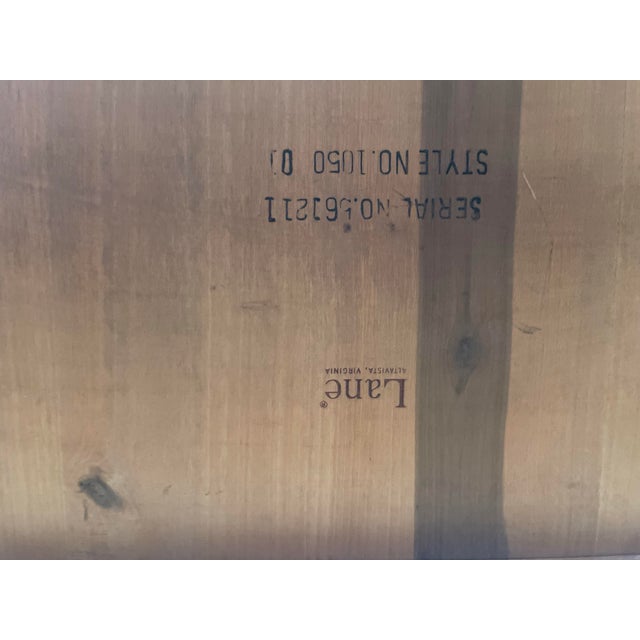 Lane®
ALTAVISTA, VIRGINIA
SERIAL NO.561211
STYLE NO.1050 01